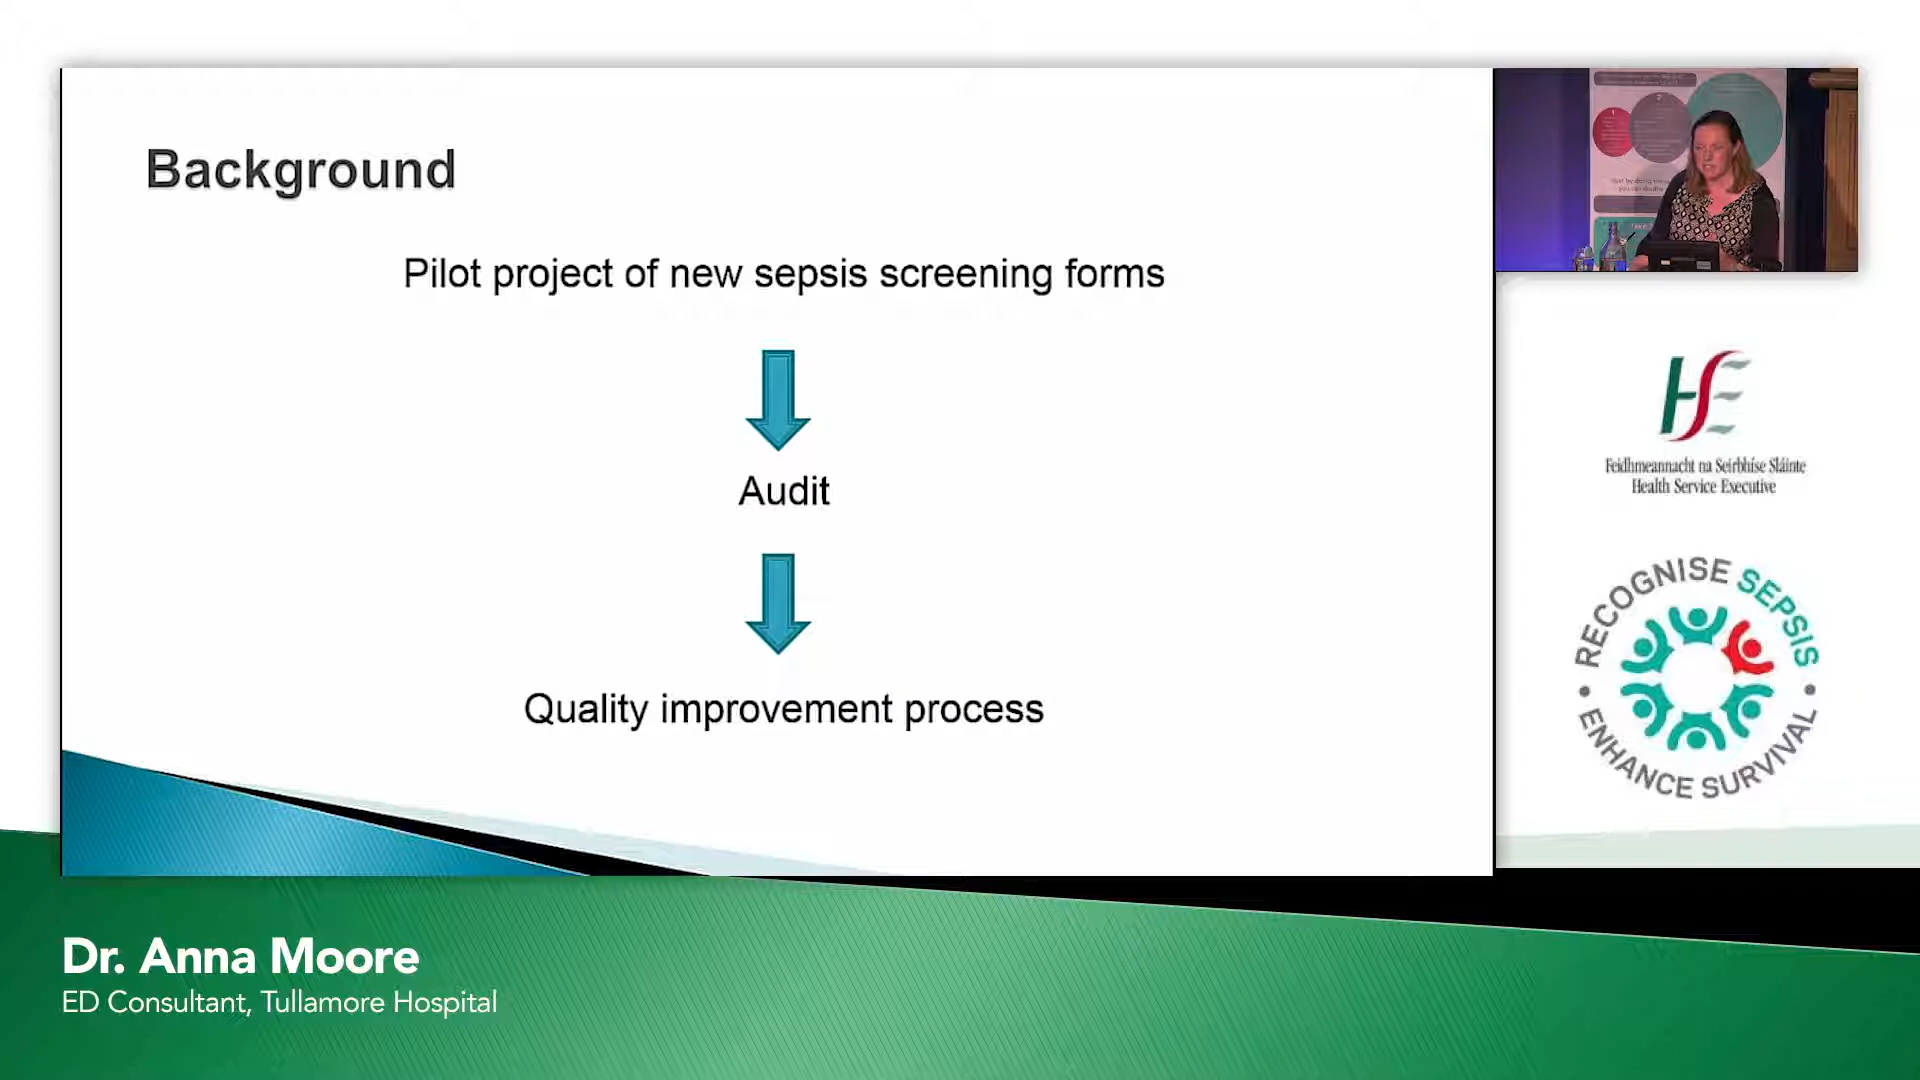 Background
Pilot project of new sepsis screening forms
Audit
Quality improvement process
Feidhmeannacht na Seirbhíse Sláinte
Health Service Executive
RECOGNISE SEPSIS
ENHANCE SURVIVAL
Dr. Anna Moore
ED Consultant, Tullamore Hospital